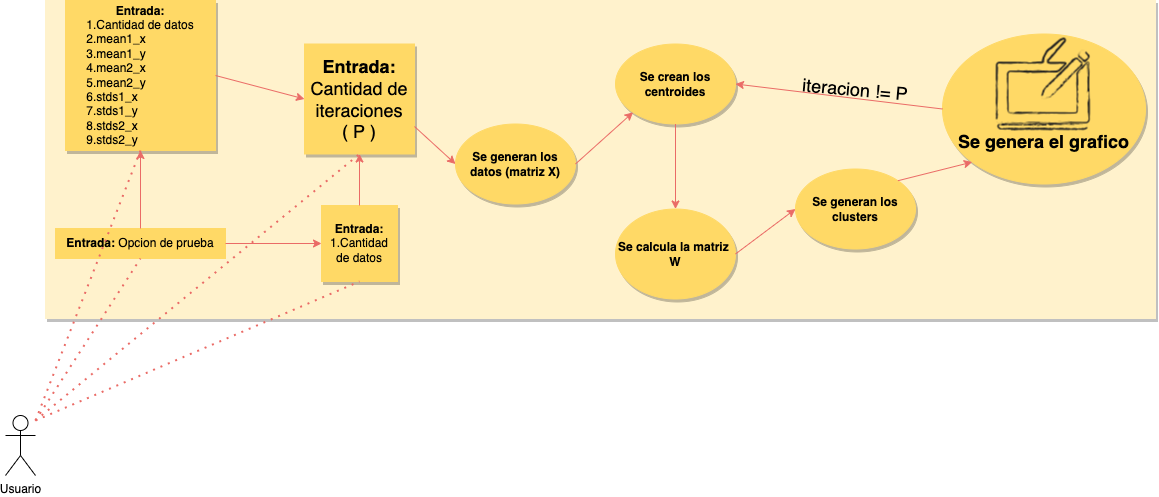 Entrada:
1.Cantidad de datos
2.mean1_x
3.mean1_y
4.mean2_x
5.mean2_y
6.stds1_x
7.stds1_y
8.stds2_x
9.stds2_y
Entrada:
Cantidad de
iteraciones
( P )
Entrada: Opcion de prueba
Entrada:
1.Cantidad
de datos
Se generan los
datos (matriz X)
Se crean los
centroides
Se calcula la matriz
W
Se generan los
clusters
iteracion != P
Se genera el grafico
Usuario